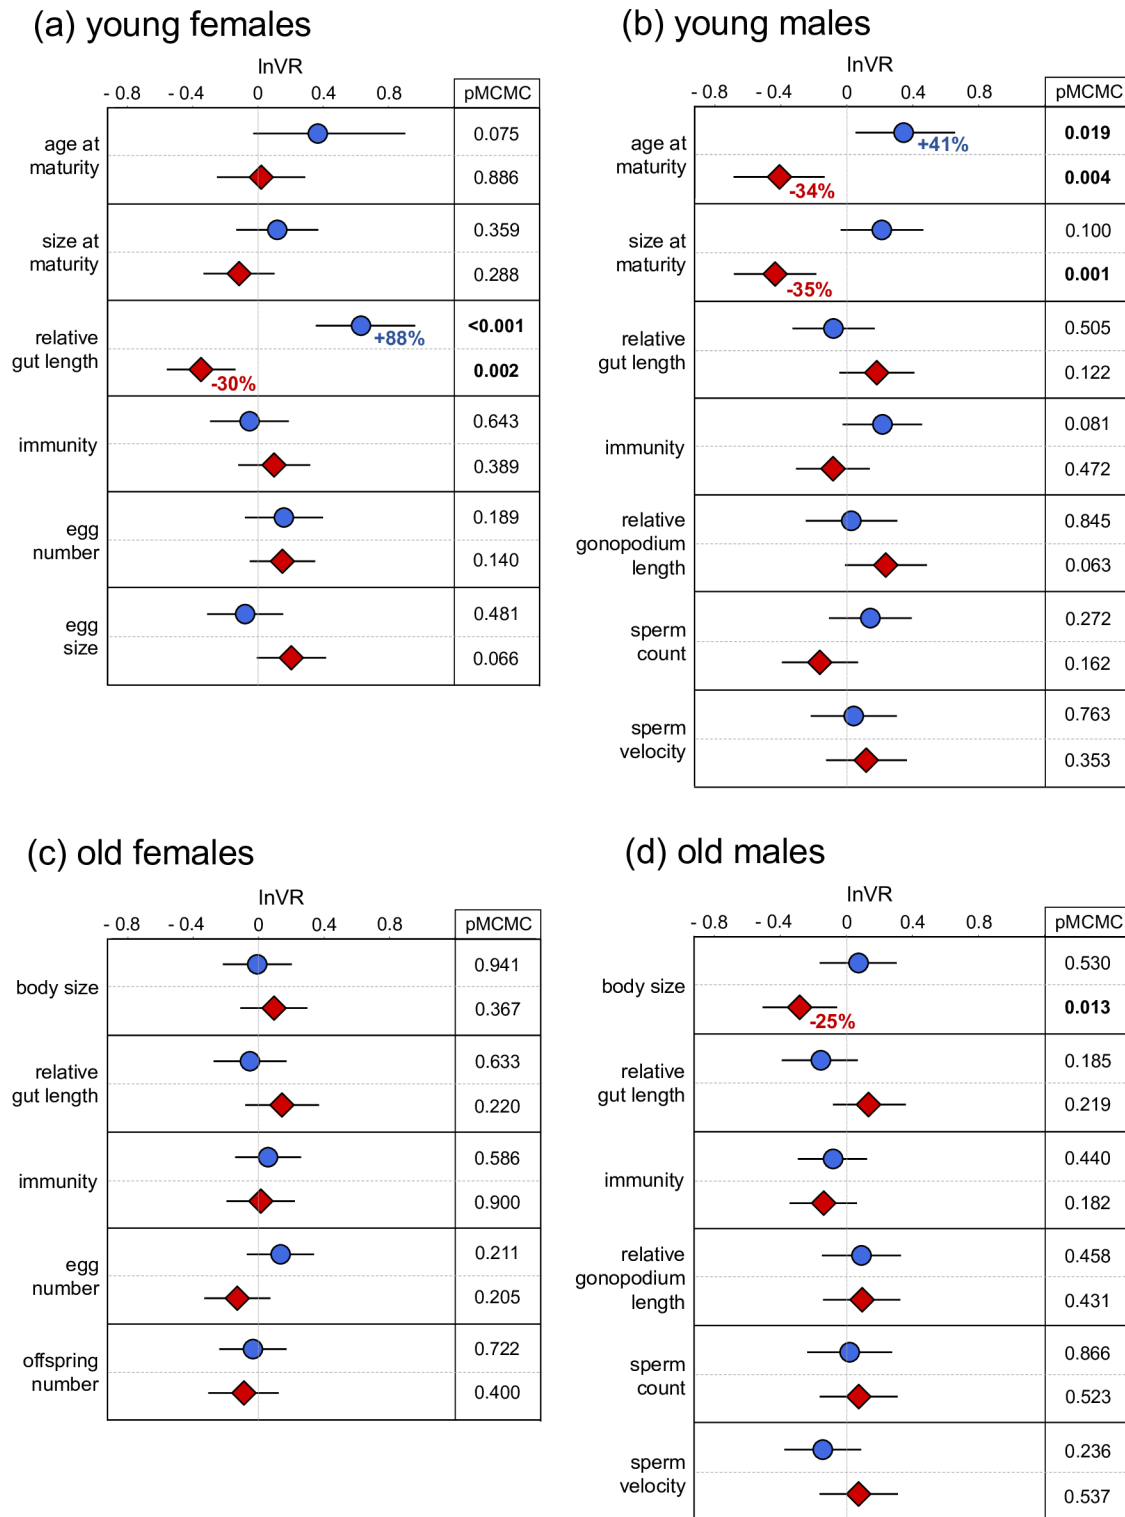 (a) young females
lnVR
- 0.8 - 0.4 0 0.4 0.8 pMCMC
age at
maturity
0.075
0.886
size at
maturity
0.359
0.288
relative
gut length
+88%
<0.001
-30%
0.002
immunity
0.643
0.389
egg
number
0.189
0.140
egg
size
0.481
0.066
(b) young males
lnVR
- 0.8 - 0.4 0 0.4 0.8 pMCMC
age at
maturity
+41%
0.019
-34%
0.004
size at
maturity
0.100
-35%
0.001
relative
gut length
0.505
0.122
immunity
0.081
0.472
relative
gonopodium
length
0.845
0.063
sperm
count
0.272
0.162
sperm
velocity
0.763
0.353
(c) old females
lnVR
- 0.8 - 0.4 0 0.4 0.8 pMCMC
body size
0.941
0.367
relative
gut length
0.633
0.220
immunity
0.586
0.900
egg
number
0.211
0.205
offspring
number
0.722
0.400
(d) old males
lnVR
- 0.8 - 0.4 0 0.4 0.8 pMCMC
body size
0.530
-25%
0.013
relative
gut length
0.185
0.219
immunity
0.440
0.182
relative
gonopodium
length
0.458
0.431
sperm
count
0.866
0.523
sperm
velocity
0.236
0.537